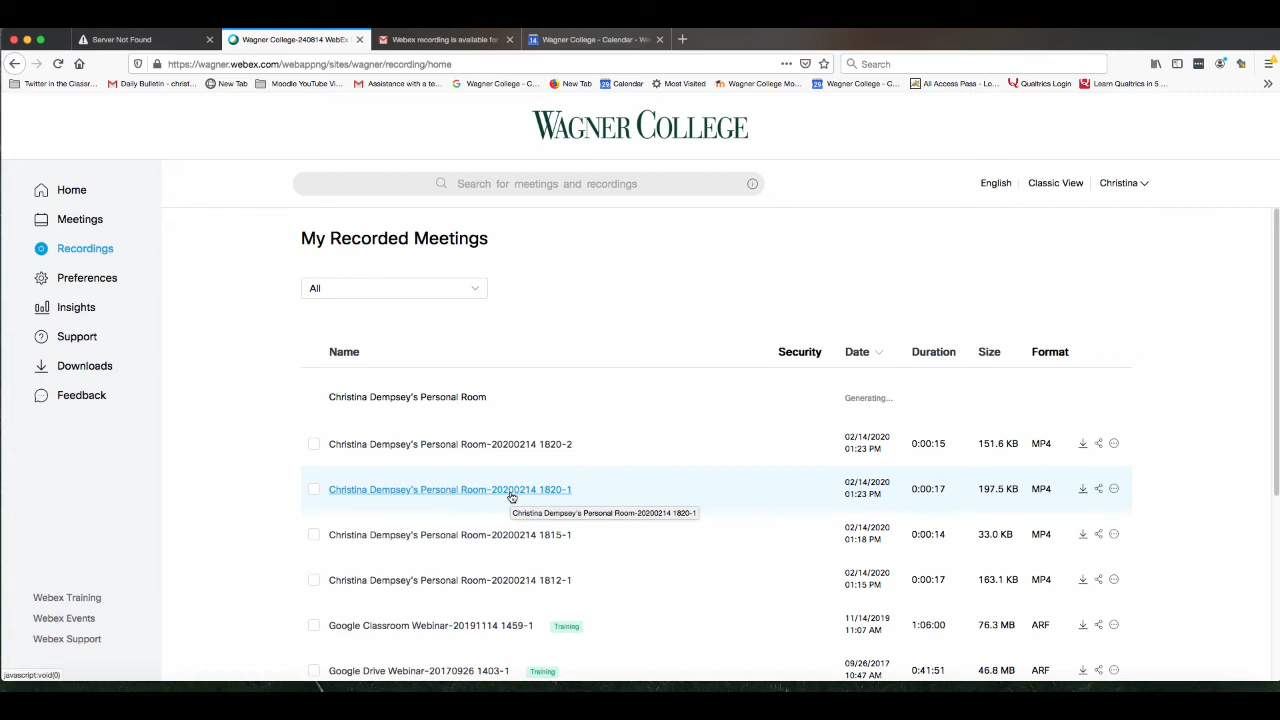 Server Not Found
Wagner College-240814 WebEx
Webex recording is available for
Wagner College - Calendar - We
https://wagner.webex.com/webappng/sites/wagner/recording/home
Search
Twitter in the Classr...
Daily Bulletin - christ...
New Tab
Moodle YouTube Vi...
Assistance with a te...
Wagner College - C...
New Tab
Calendar
Most Visited
Wagner College Mo...
Wagner College - C...
All Access Pass - Lo...
Qualtrics Login
Learn Qualtrics in 5 ...
WAGNER COLLEGE
Home
Meetings
Recordings
Preferences
Insights
Support
Downloads
Feedback
Webex Training
Webex Events
Webex Support
Search for meetings and recordings
English
Classic View
Christina
My Recorded Meetings
All
Name Security Date Duration Size Format
Christina Dempsey's Personal Room Generating...
Christina Dempsey's Personal Room-20200214 1820-2 02/14/2020 0:00:15 151.6 KB MP4
01:23 PM
Christina Dempsey's Personal Room-20200214 1820-1 02/14/2020 0:00:17 197.5 KB MP4
01:23 PM
Christina Dempsey's Personal Room-20200214 1820-1
Christina Dempsey's Personal Room-20200214 1815-1 02/14/2020 0:00:14 33.0 KB MP4
01:18 PM
Christina Dempsey's Personal Room-20200214 1812-1 02/14/2020 0:00:17 163.1 KB MP4
01:15 PM
Google Classroom Webinar-20191114 1459-1 Training 11/14/2019 1:06:00 76.3 MB ARF
11:07 AM
Google Drive Webinar-20170926 1403-1 Training 09/26/2017 0:41:51 46.8 MB ARF
10:47 AM
javascript:void(0)